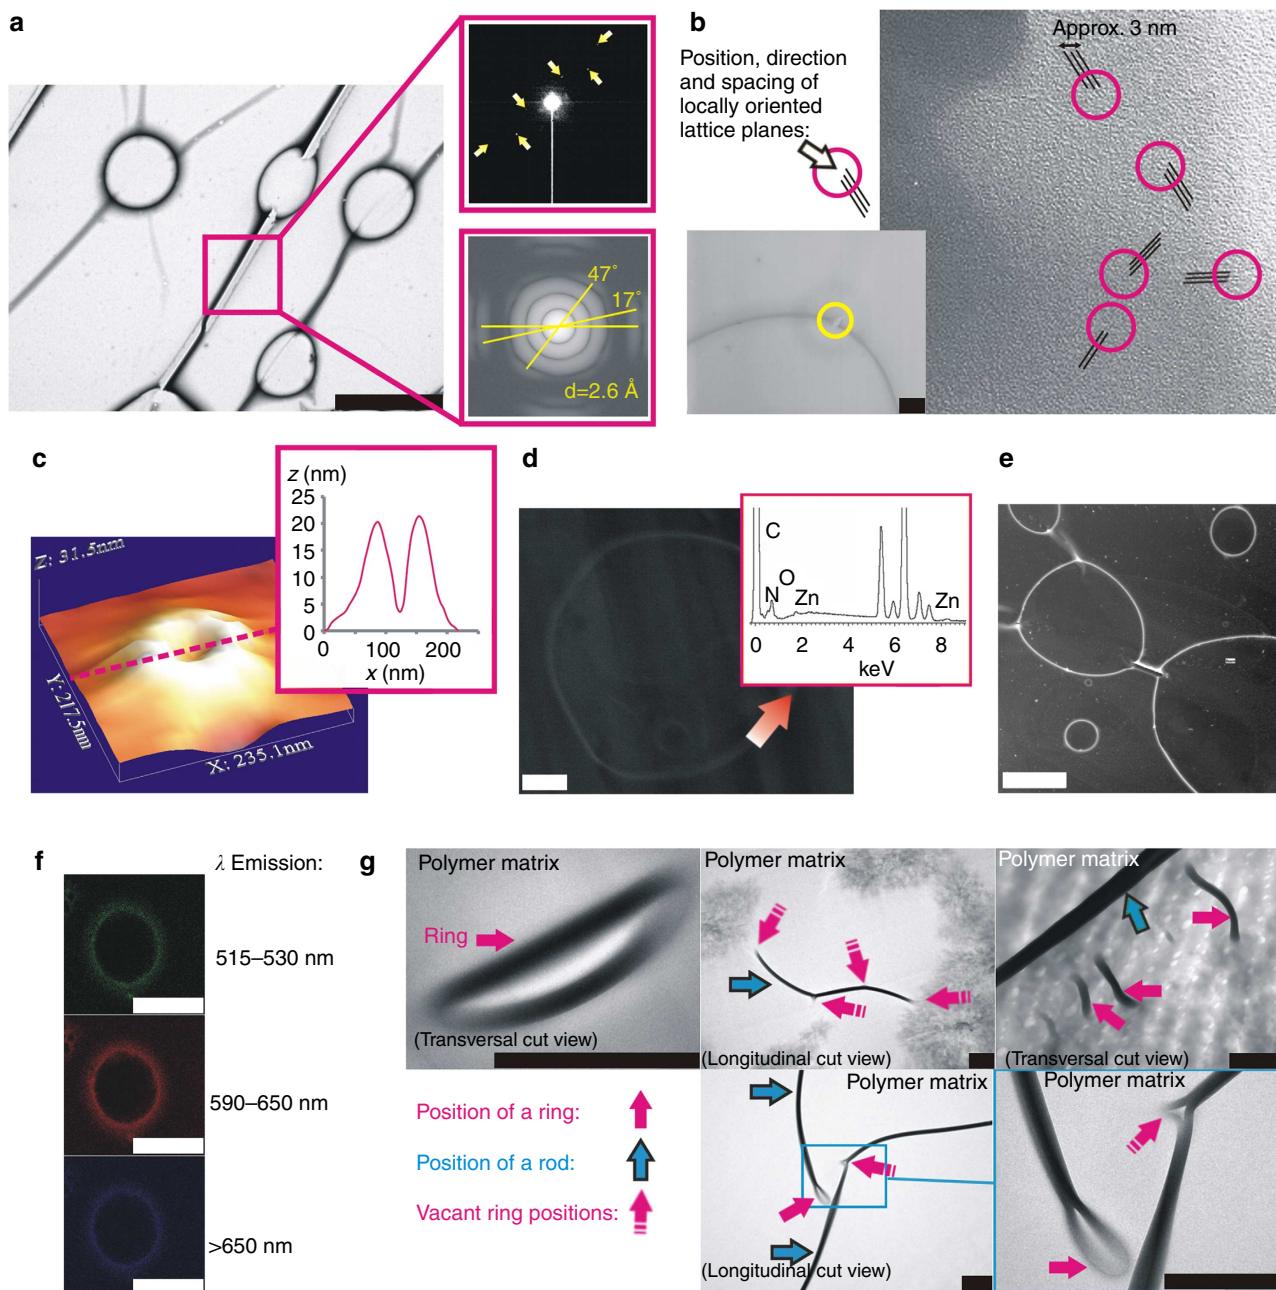 a
47°
17°
d=2.6 Å
b
Position, direction
and spacing of
locally oriented
lattice planes:
Approx. 3 nm
c
Z: 31.5nm
Y: 217.5nm
X: 235.1nm
z (nm)
25
20
15
10
5
0
0
100
200
x (nm)
d
C
O
N
Zn
Zn
0
2
4
6
8
keV
e
f
λ Emission:
515–530 nm
590–650 nm
>650 nm
g
Polymer matrix
Ring
(Transversal cut view)
Polymer matrix
(Longitudinal cut view)
Polymer matrix
(Transversal cut view)
Position of a ring:
Position of a rod:
Vacant ring positions:
Polymer matrix
(Longitudinal cut view)
Polymer matrix